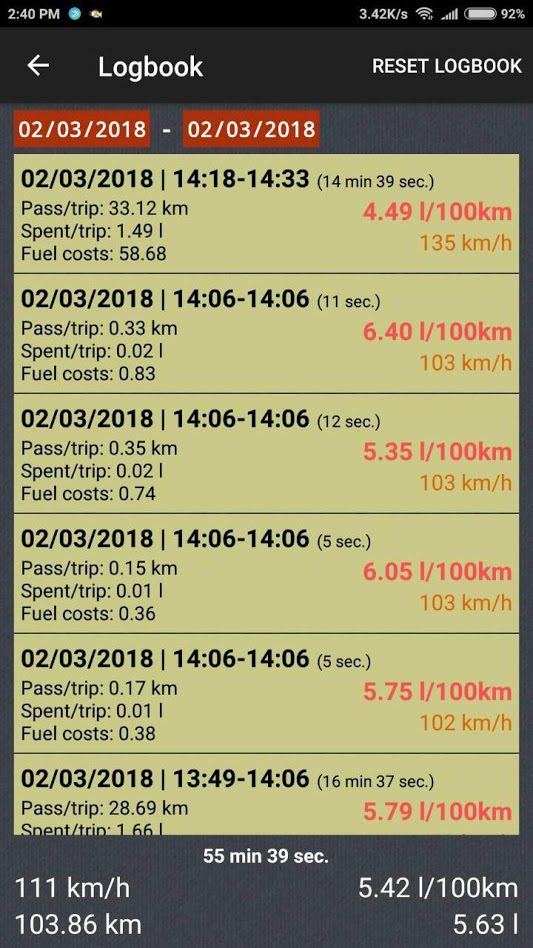 2:40 PM 3.42K/s 92%
Logbook RESET LOGBOOK
02/03/2018 - 02/03/2018
02/03/2018 | 14:18-14:33 (14 min 39 sec.)
Pass/trip: 33.12 km 4.49 l/100km
Spent/trip: 1.49 l 135 km/h
Fuel costs: 58.68
02/03/2018 | 14:06-14:06 (11 sec.)
Pass/trip: 0.33 km 6.40 l/100km
Spent/trip: 0.02 l 103 km/h
Fuel costs: 0.83
02/03/2018 | 14:06-14:06 (12 sec.)
Pass/trip: 0.35 km 5.35 l/100km
Spent/trip: 0.02 l 103 km/h
Fuel costs: 0.74
02/03/2018 | 14:06-14:06 (5 sec.)
Pass/trip: 0.15 km 6.05 l/100km
Spent/trip: 0.01 l 103 km/h
Fuel costs: 0.36
02/03/2018 | 14:06-14:06 (5 sec.)
Pass/trip: 0.17 km 5.75 l/100km
Spent/trip: 0.01 l 102 km/h
Fuel costs: 0.38
02/03/2018 | 13:49-14:06 (16 min 37 sec.)
Pass/trip: 28.69 km 5.79 l/100km
Spent/trip: 1.66 l
55 min 39 sec.
111 km/h 5.42 l/100km
103.86 km 5.63 l